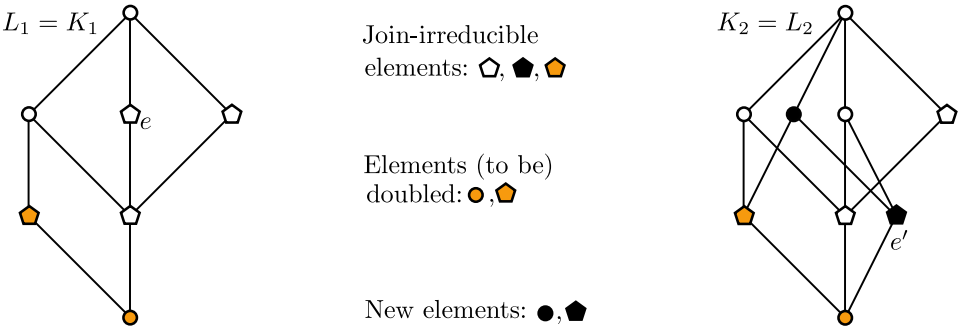 L₁ = K₁
e
Join-irreducible
elements: , ,
Elements (to be)
doubled: ,
New elements: ,
K₂ = L₂
e′